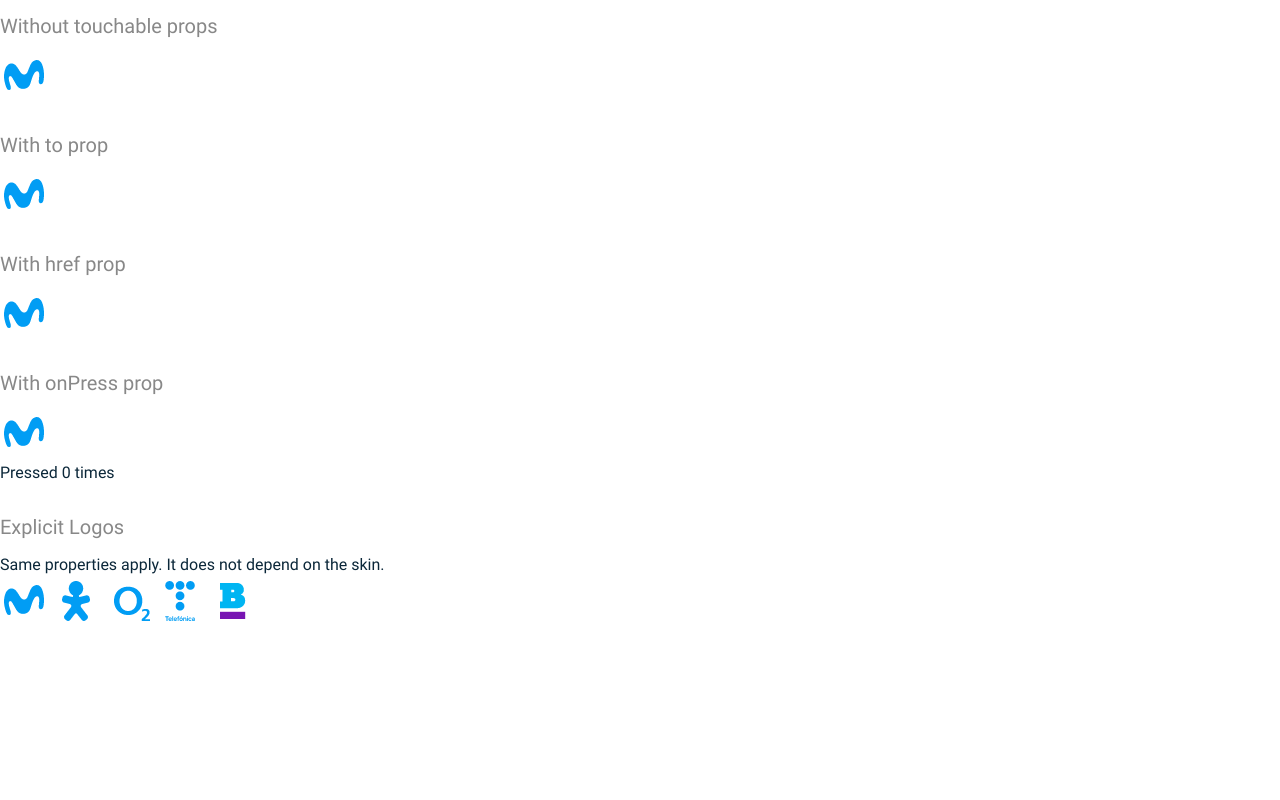 Without touchable props
With to prop
With href prop
With onPress prop
Pressed 0 times
Explicit Logos
Same properties apply. It does not depend on the skin.
O2 Telefónica B